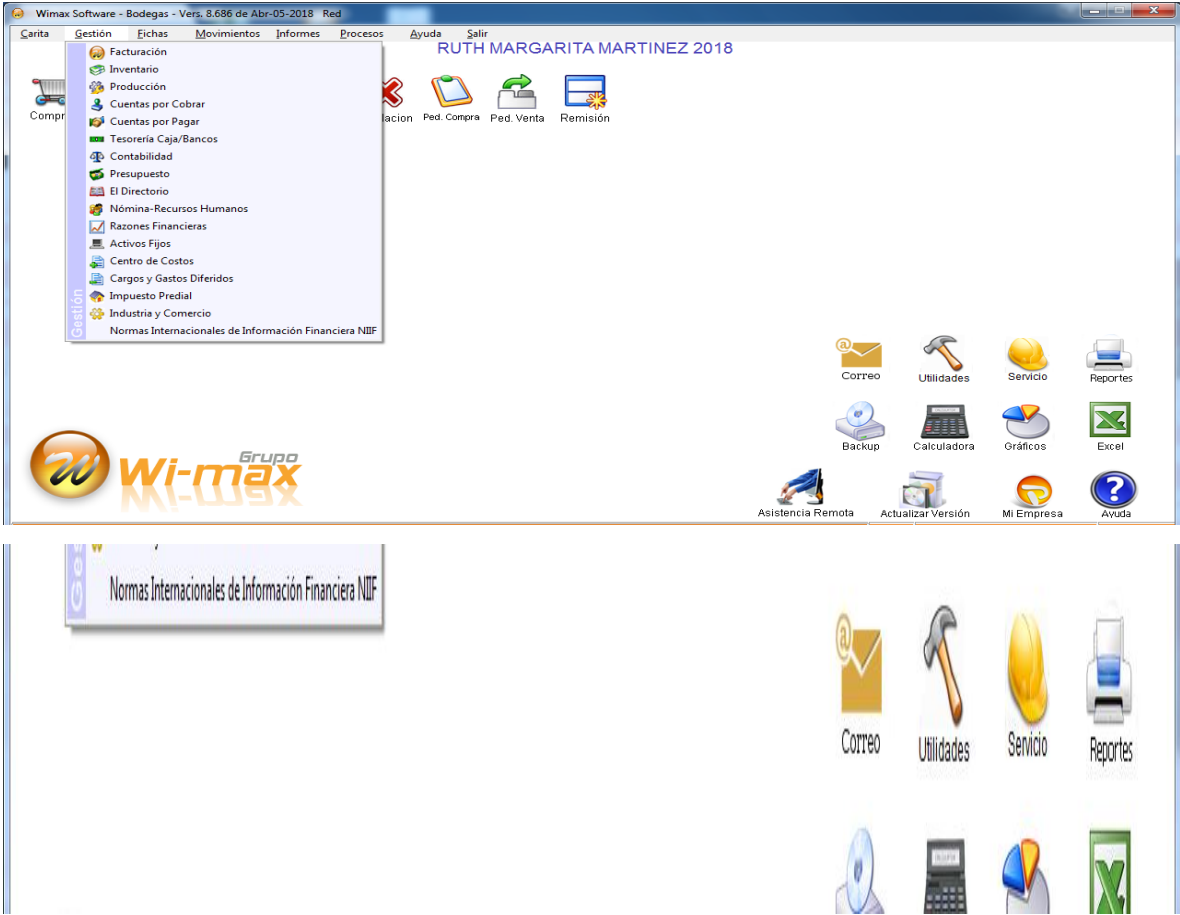 Wimax Software - Bodegas - Vers. 8.686 de Abr-05-2018 Red
Carita Gestión Fichas Movimientos Informes Procesos Ayuda Salir
RUTH MARGARITA MARTINEZ 2018
Facturación
Inventario
Producción
Cuentas por Cobrar
Cuentas por Pagar
Tesorería Caja/Bancos
Contabilidad
Presupuesto
El Directorio
Nómina-Recursos Humanos
Razones Financieras
Activos Fijos
Centro de Costos
Cargos y Gastos Diferidos
Impuesto Predial
Industria y Comercio
Normas Internacionales de Información Financiera NIIF
Gestión
Compr
lacion Ped. Compra Ped. Venta Remisión
Correo Utilidades Servicio Reportes
Backup Calculadora Gráficos Excel
Asistencia Remota Actualizar Versión Mi Empresa Ayuda
Grupo
Wi-max
Ges
Normas Internacionales de Información Financiera NIIF
Correo Utilidades Servicio Reportes